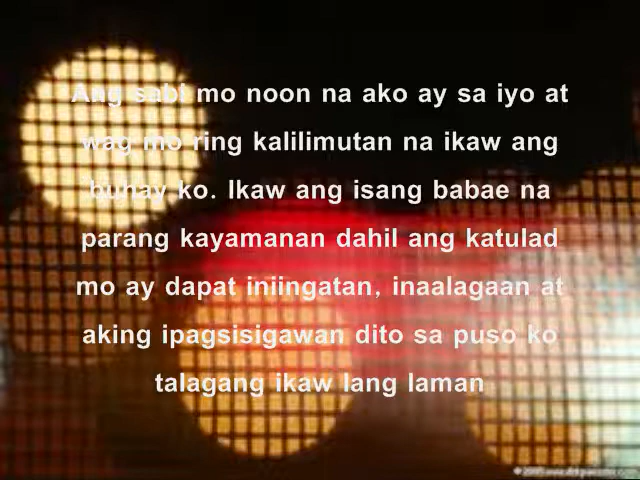 Ang sabi mo noon na ako ay sa iyo at
wag mo ring kalilimutan na ikaw ang
buhay ko. Ikaw ang isang babae na
parang kayamanan dahil ang katulad
mo ay dapat iniingatan, inaalagaan at
aking ipagsisigawan dito sa puso ko
talagang ikaw lang laman